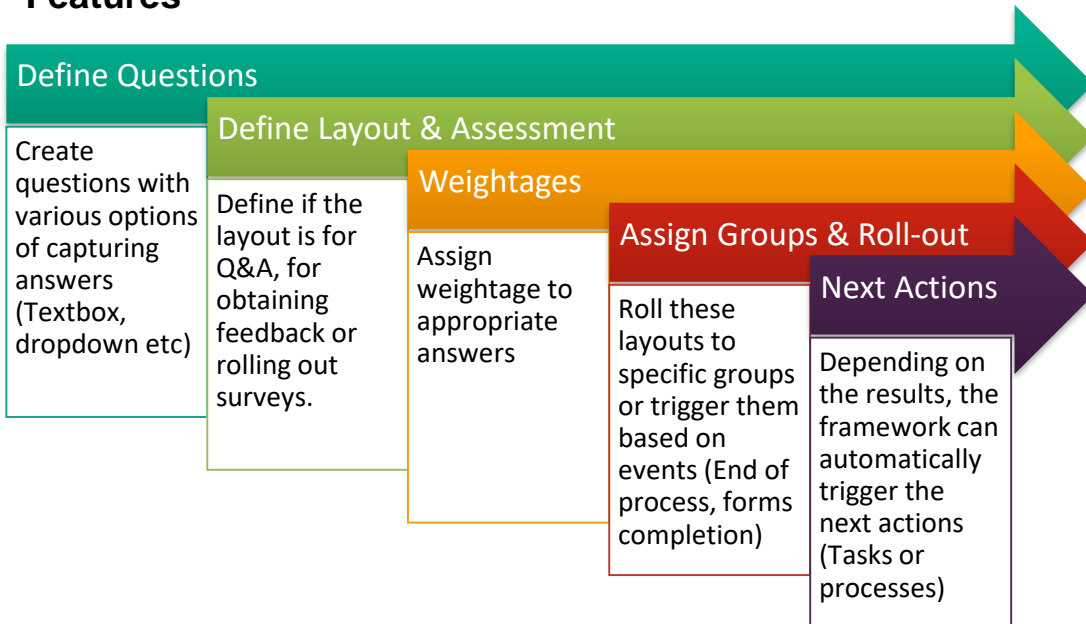 Features
Define Questions
Create
questions with
various options
of capturing
answers
(Textbox,
dropdown etc)
Define Layout & Assessment
Define if the
layout is for
Q&A, for
obtaining
feedback or
rolling out
surveys.
Weightages
Assign
weightage to
appropriate
answers
Assign Groups & Roll-out
Roll these
layouts to
specific groups
or trigger them
based on
events (End of
process, forms
completion)
Next Actions
Depending on
the results, the
framework can
automatically
trigger the
next actions
(Tasks or
processes)